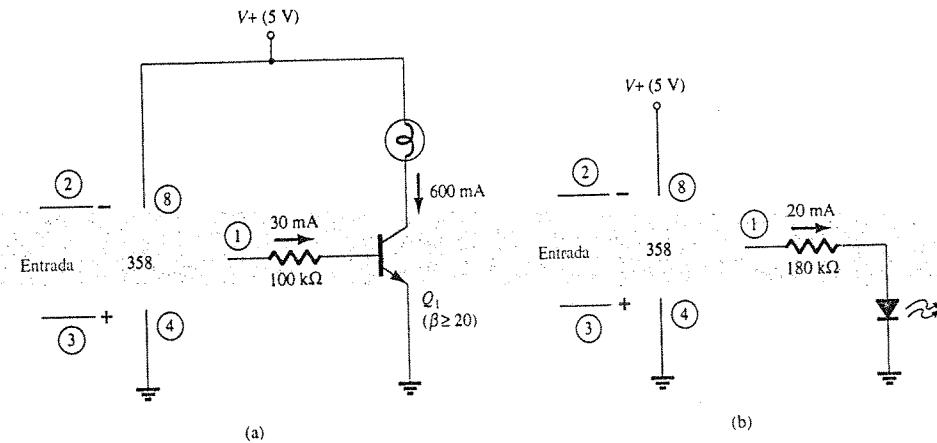 V+ (5 V)
2
−
8
600 mA
1
30 mA
Entrada
358
100 kΩ
Q₁
(β ≥ 20)
3
+
4
(a)
V+ (5 V)
2
−
8
1
20 mA
Entrada
358
180 kΩ
3
+
4
(b)